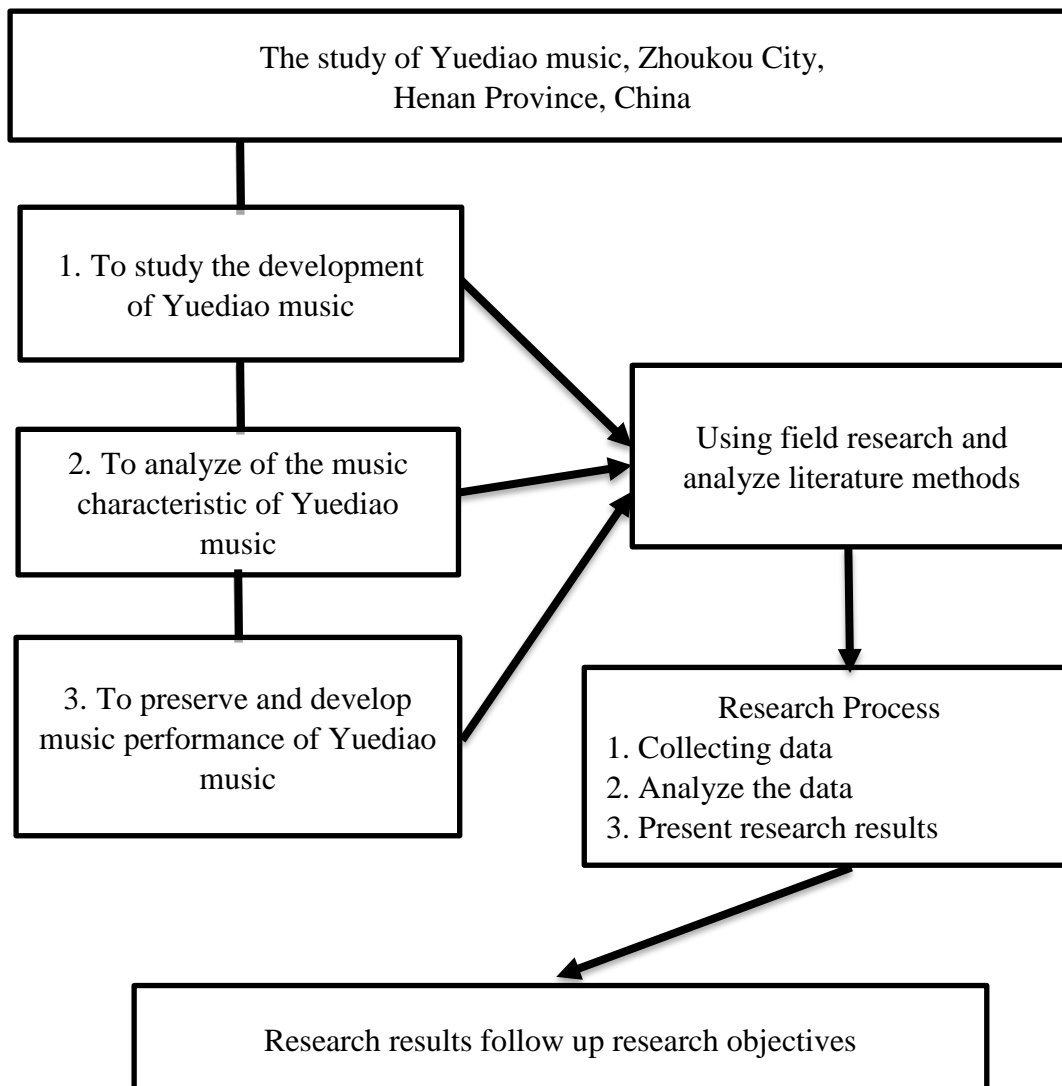 The study of Yuediao music, Zhoukou City,
Henan Province, China
1. To study the development
of Yuediao music
2. To analyze of the music
characteristic of Yuediao
music
3. To preserve and develop
music performance of Yuediao
music
Using field research and
analyze literature methods
Research Process
1. Collecting data
2. Analyze the data
3. Present research results
Research results follow up research objectives